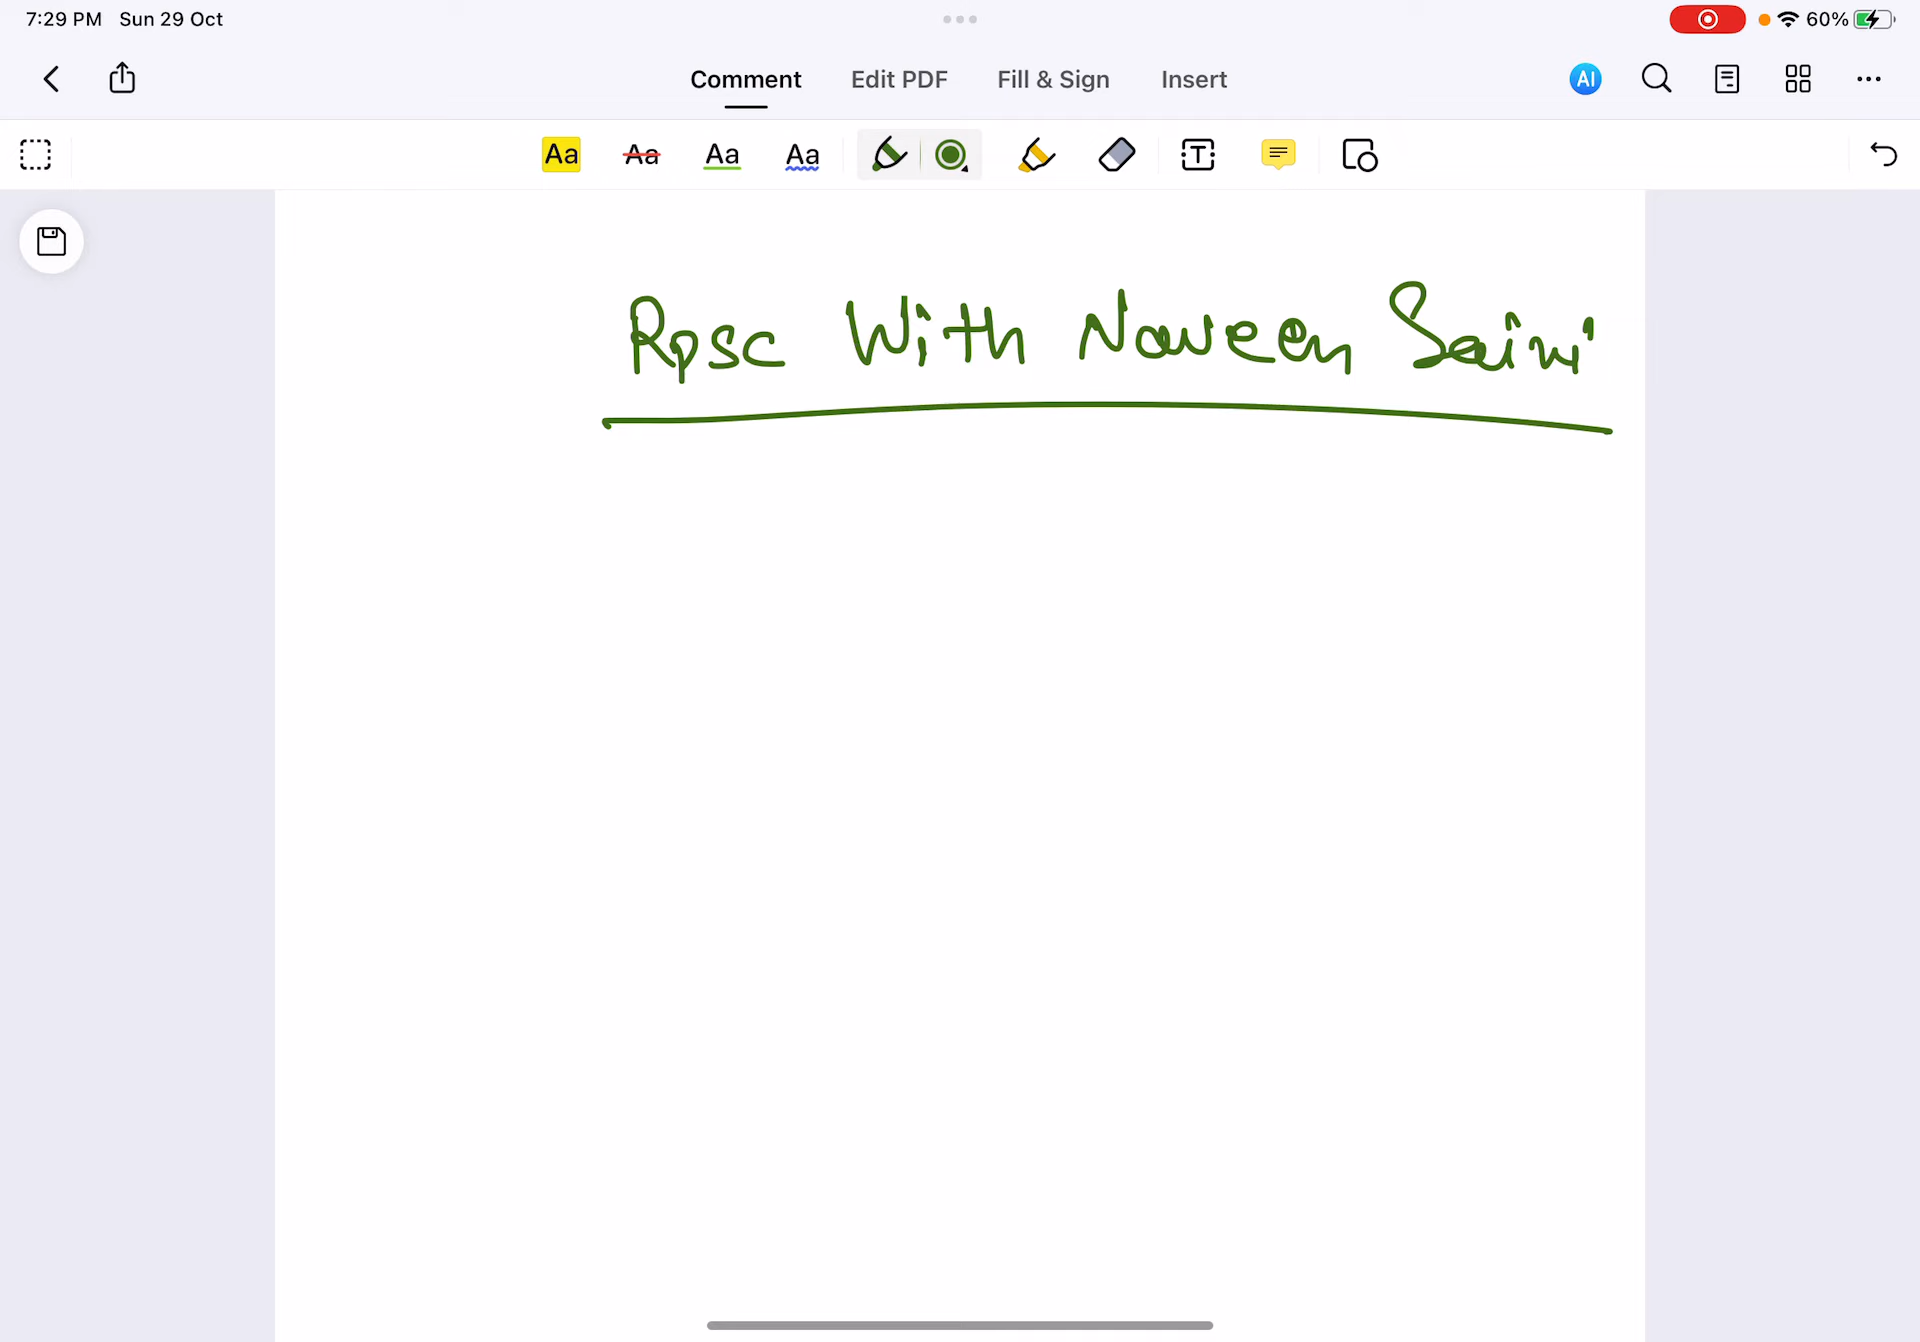 7:29 PM Sun 29 Oct
60%
Comment Edit PDF Fill & Sign Insert
AI
Aa Aa Aa Aa T
Rpsc With Naveen Saini